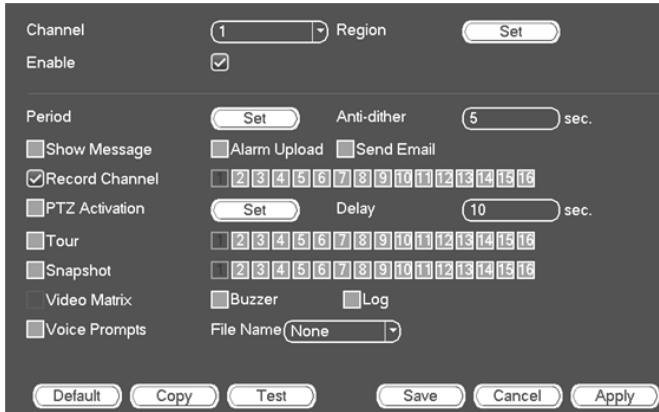 Channel 1 Region Set
Enable
Period Set Anti-dither 5 sec.
Show Message Alarm Upload Send Email
Record Channel 1 2 3 4 5 6 7 8 9 10 11 12 13 14 15 16
PTZ Activation Set Delay 10 sec.
Tour 1 2 3 4 5 6 7 8 9 10 11 12 13 14 15 16
Snapshot 1 2 3 4 5 6 7 8 9 10 11 12 13 14 15 16
Video Matrix Buzzer Log
Voice Prompts File Name None
Default Copy Test Save Cancel Apply